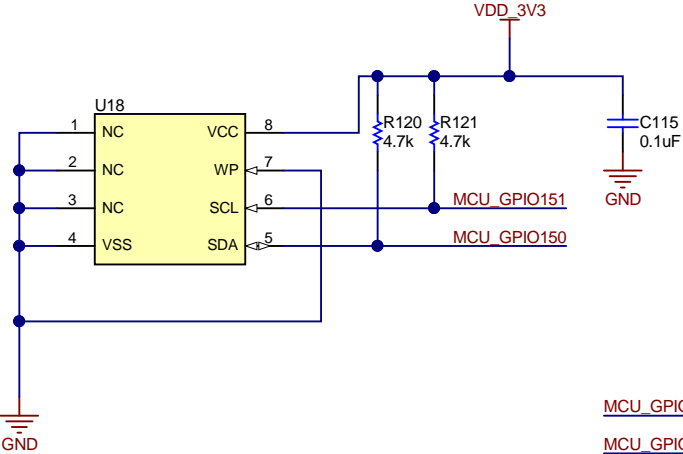 VDD_3V3
U18
1 NC VCC 8
2 NC WP 7
3 NC SCL 6
4 VSS SDA 5
R120
4.7k
R121
4.7k
C115
0.1uF
GND
MCU_GPIO151
MCU_GPIO150
GND